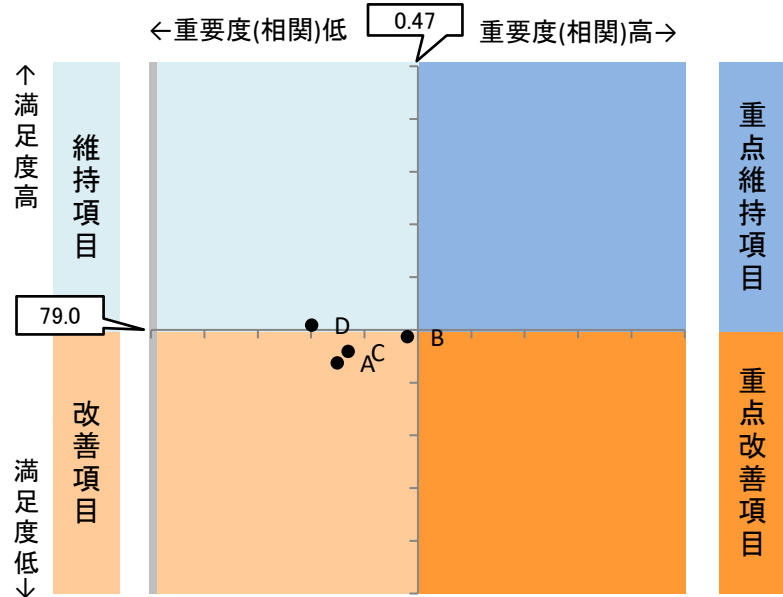 ←重要度(相関)低
0.47
重要度(相関)高→
↑満足度高
維持項目
重点維持項目
79.0
D
B
C
A
改善項目
重点改善項目
満足度低↓